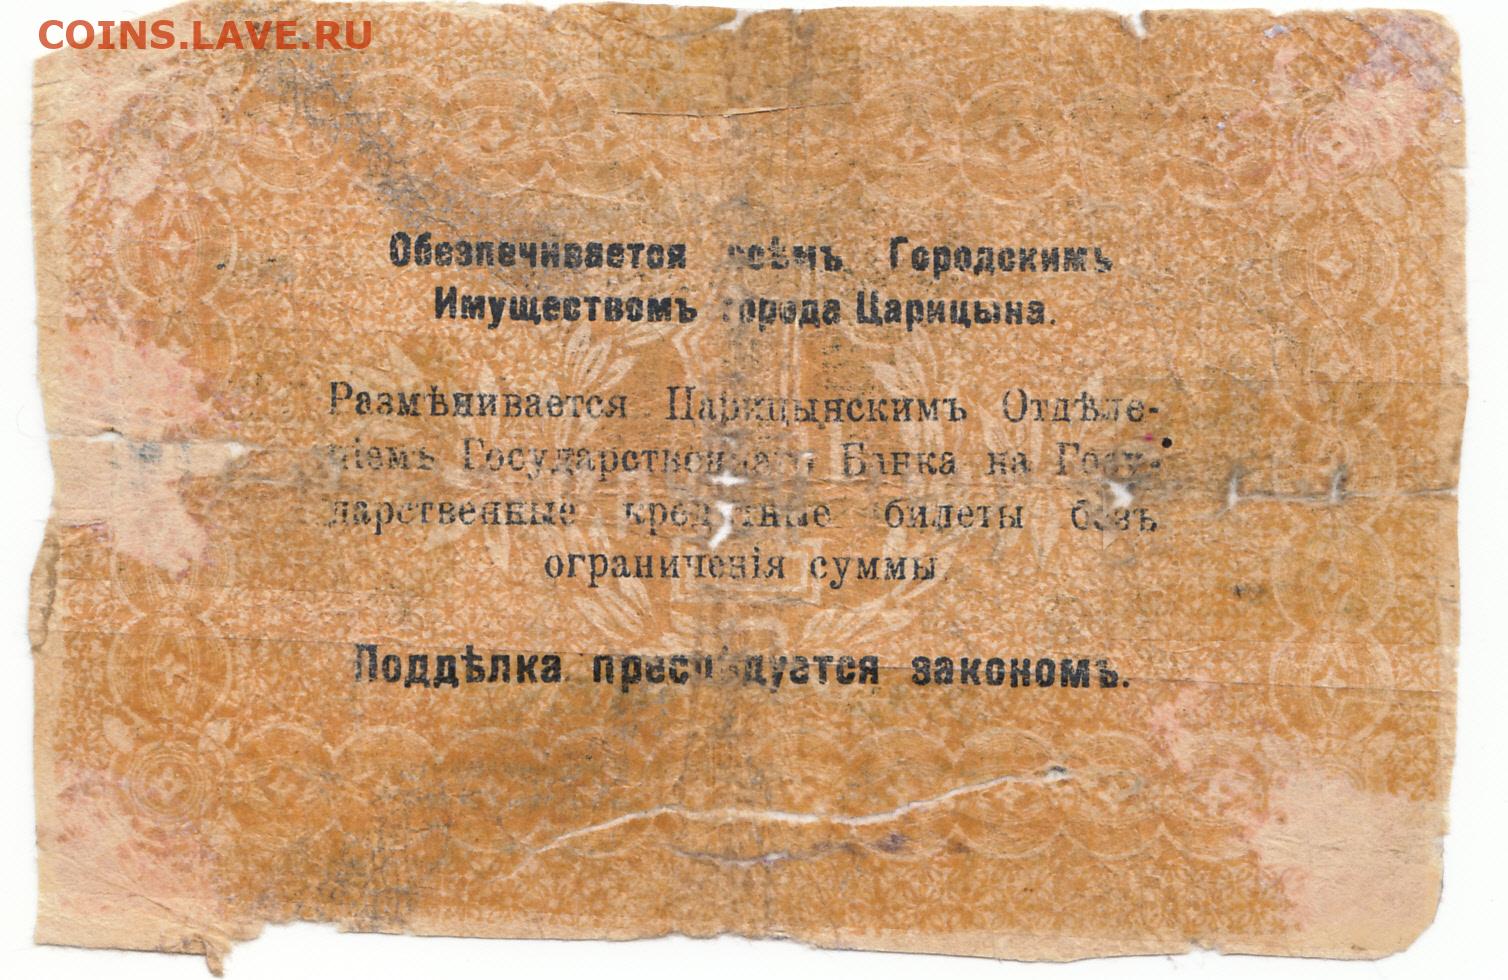 COINS.LAVE.RU
Обезпечивается всѣмъ Городскимъ
Имуществомъ города Царицына.
Размѣнивается Царицынскимъ Отдѣле-
ніемъ Государственнаго Банка на Госу-
дарственные кредитные билеты безъ
ограниченія суммы.
Поддѣлка преслѣдуется закономъ.